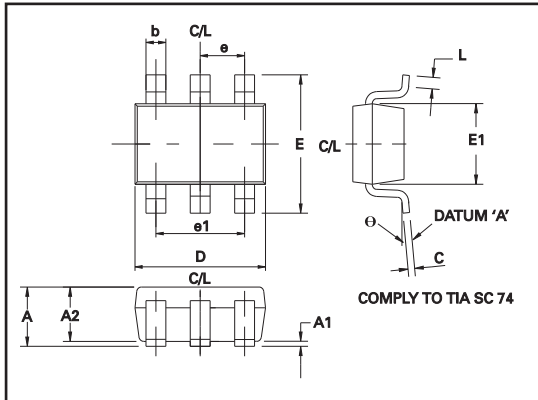 b
C/L
e
L
E
C/L
E1
Θ
DATUM 'A'
e1
C
D
C/L
COMPLY TO TIA SC 74
A
A2
A1